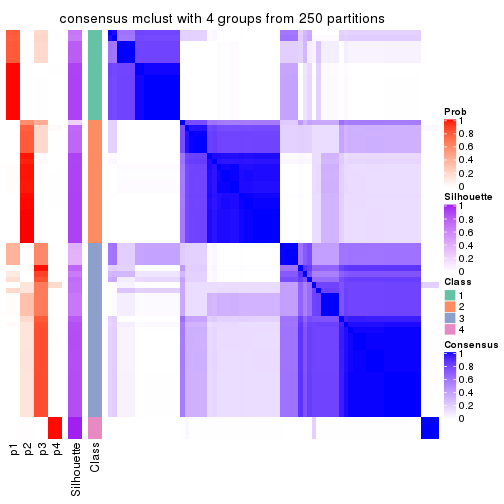 consensus mclust with 4 groups from 250 partitions
Prob
1
0.8
0.6
0.4
0.2
0
Silhouette
1
0.8
0.6
0.4
0.2
0
Class
1
2
3
4
Consensus
1
0.8
0.6
0.4
0.2
0
p1
p2
p3
p4
Silhouette
Class